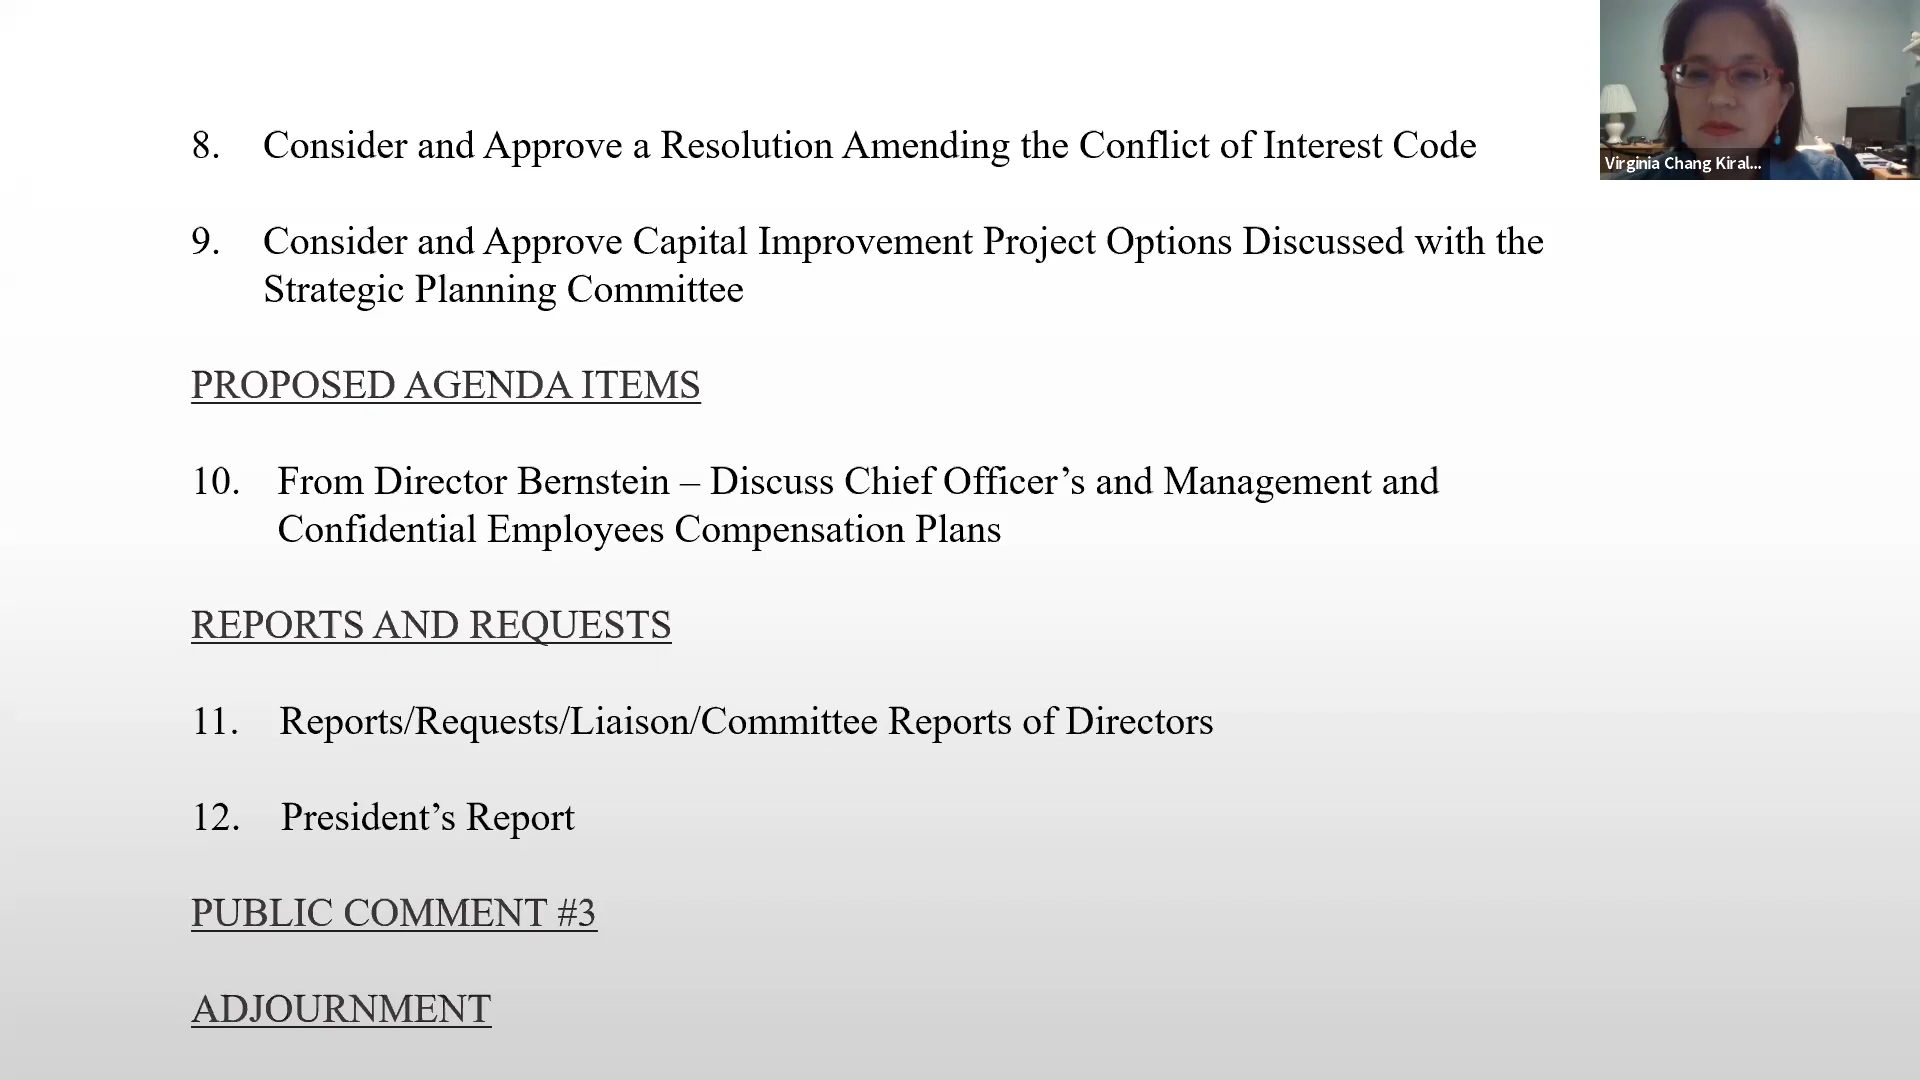 Virginia Chang Kiral...
8. Consider and Approve a Resolution Amending the Conflict of Interest Code
9. Consider and Approve Capital Improvement Project Options Discussed with the
Strategic Planning Committee
PROPOSED AGENDA ITEMS
10. From Director Bernstein – Discuss Chief Officer’s and Management and
Confidential Employees Compensation Plans
REPORTS AND REQUESTS
11. Reports/Requests/Liaison/Committee Reports of Directors
12. President’s Report
PUBLIC COMMENT #3
ADJOURNMENT